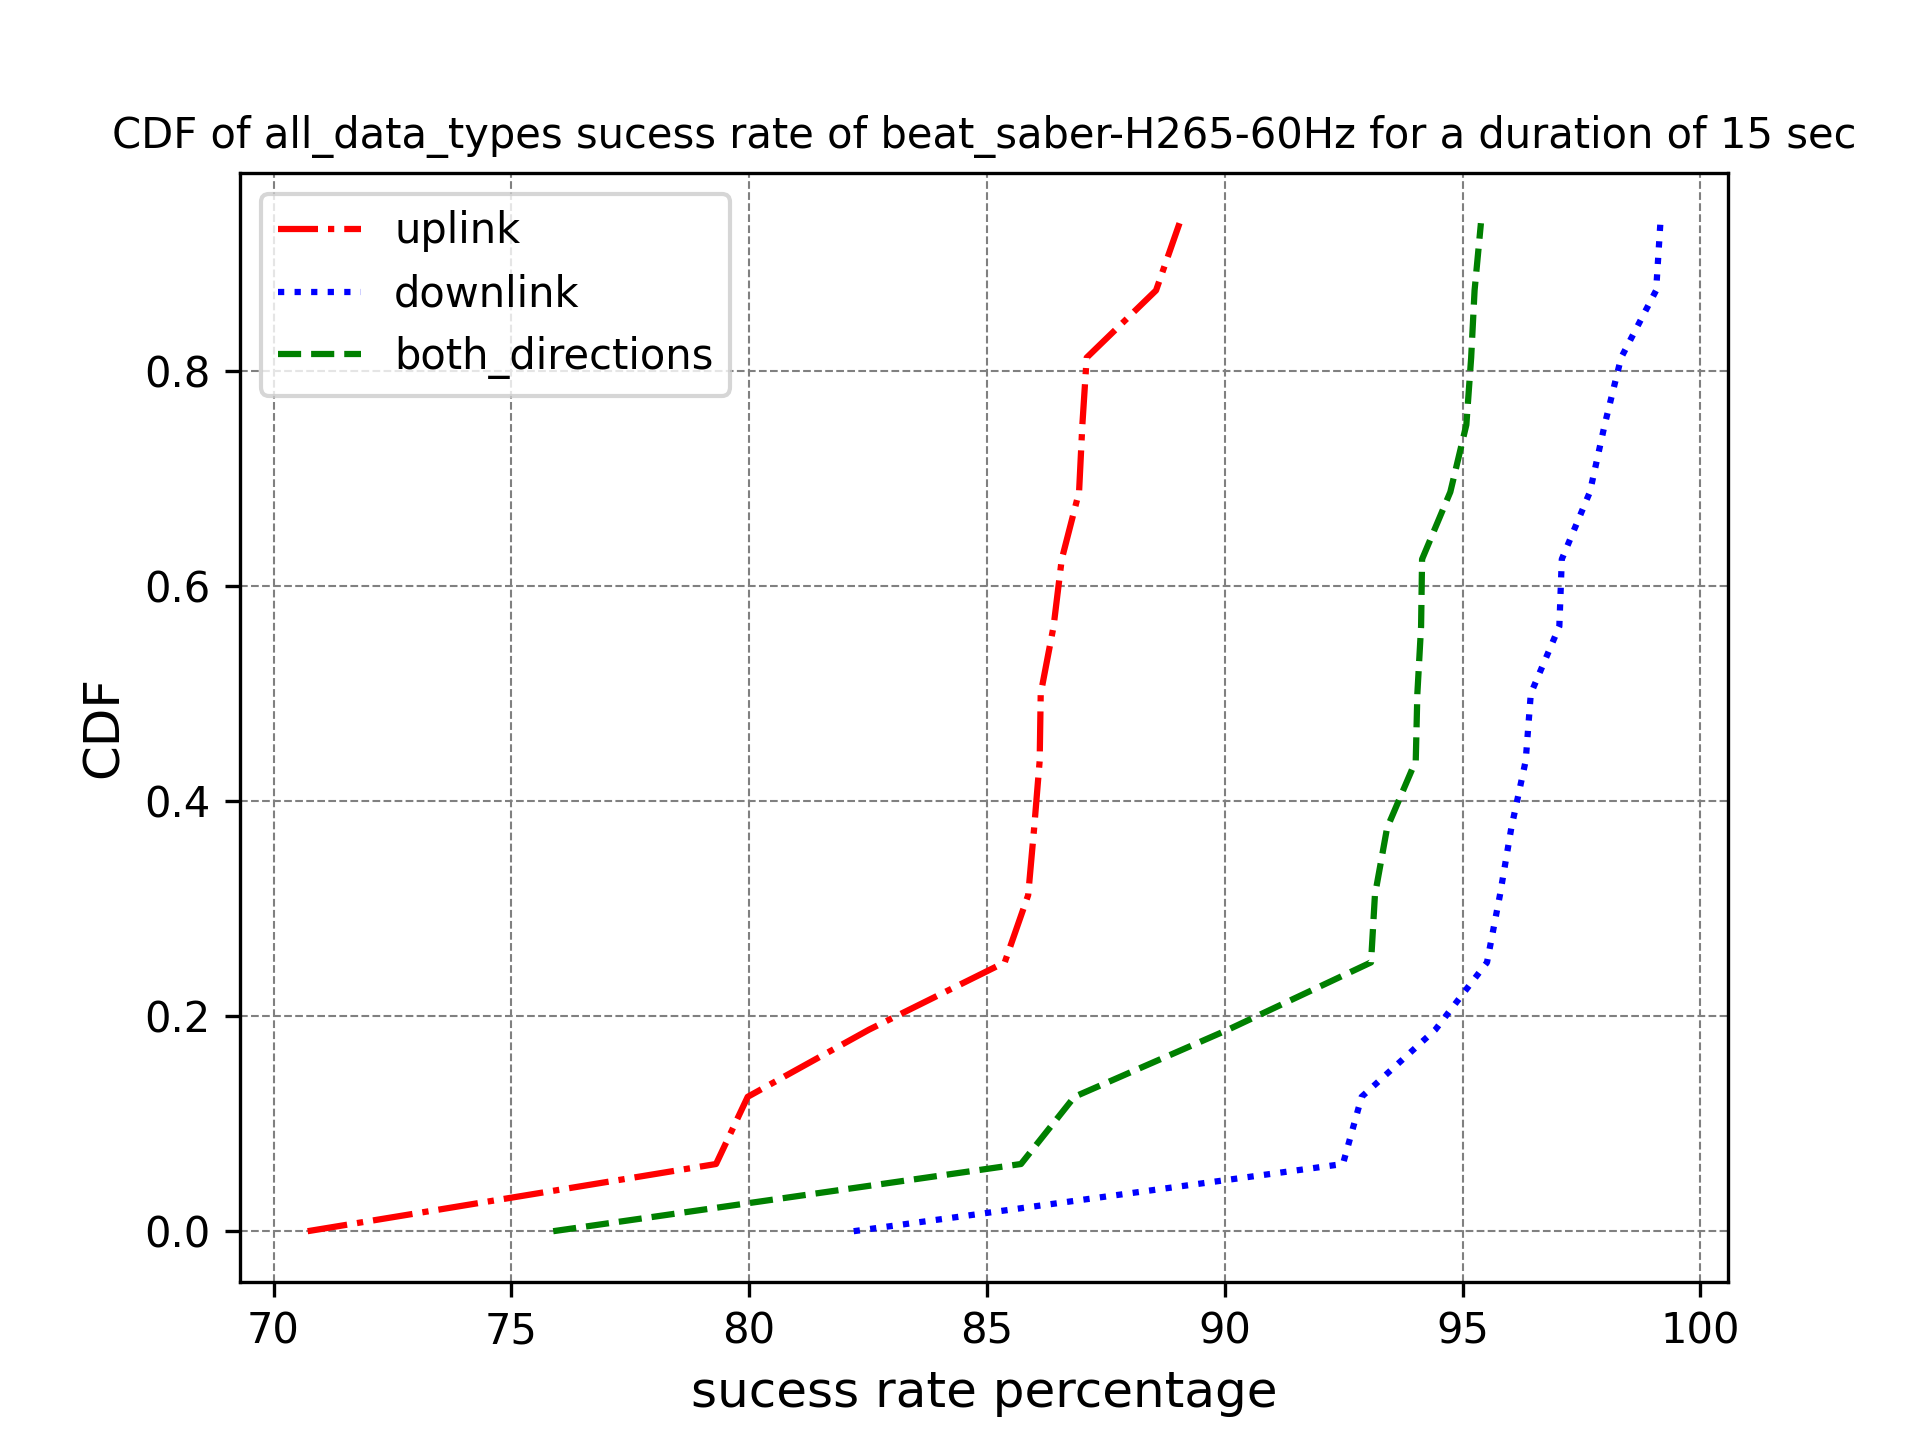 CDF of all_data_types sucess rate of beat_saber-H265-60Hz for a duration of 15 sec
uplink
downlink
both_directions
CDF
0.8
0.6
0.4
0.2
0.0
70 75 80 85 90 95 100
sucess rate percentage